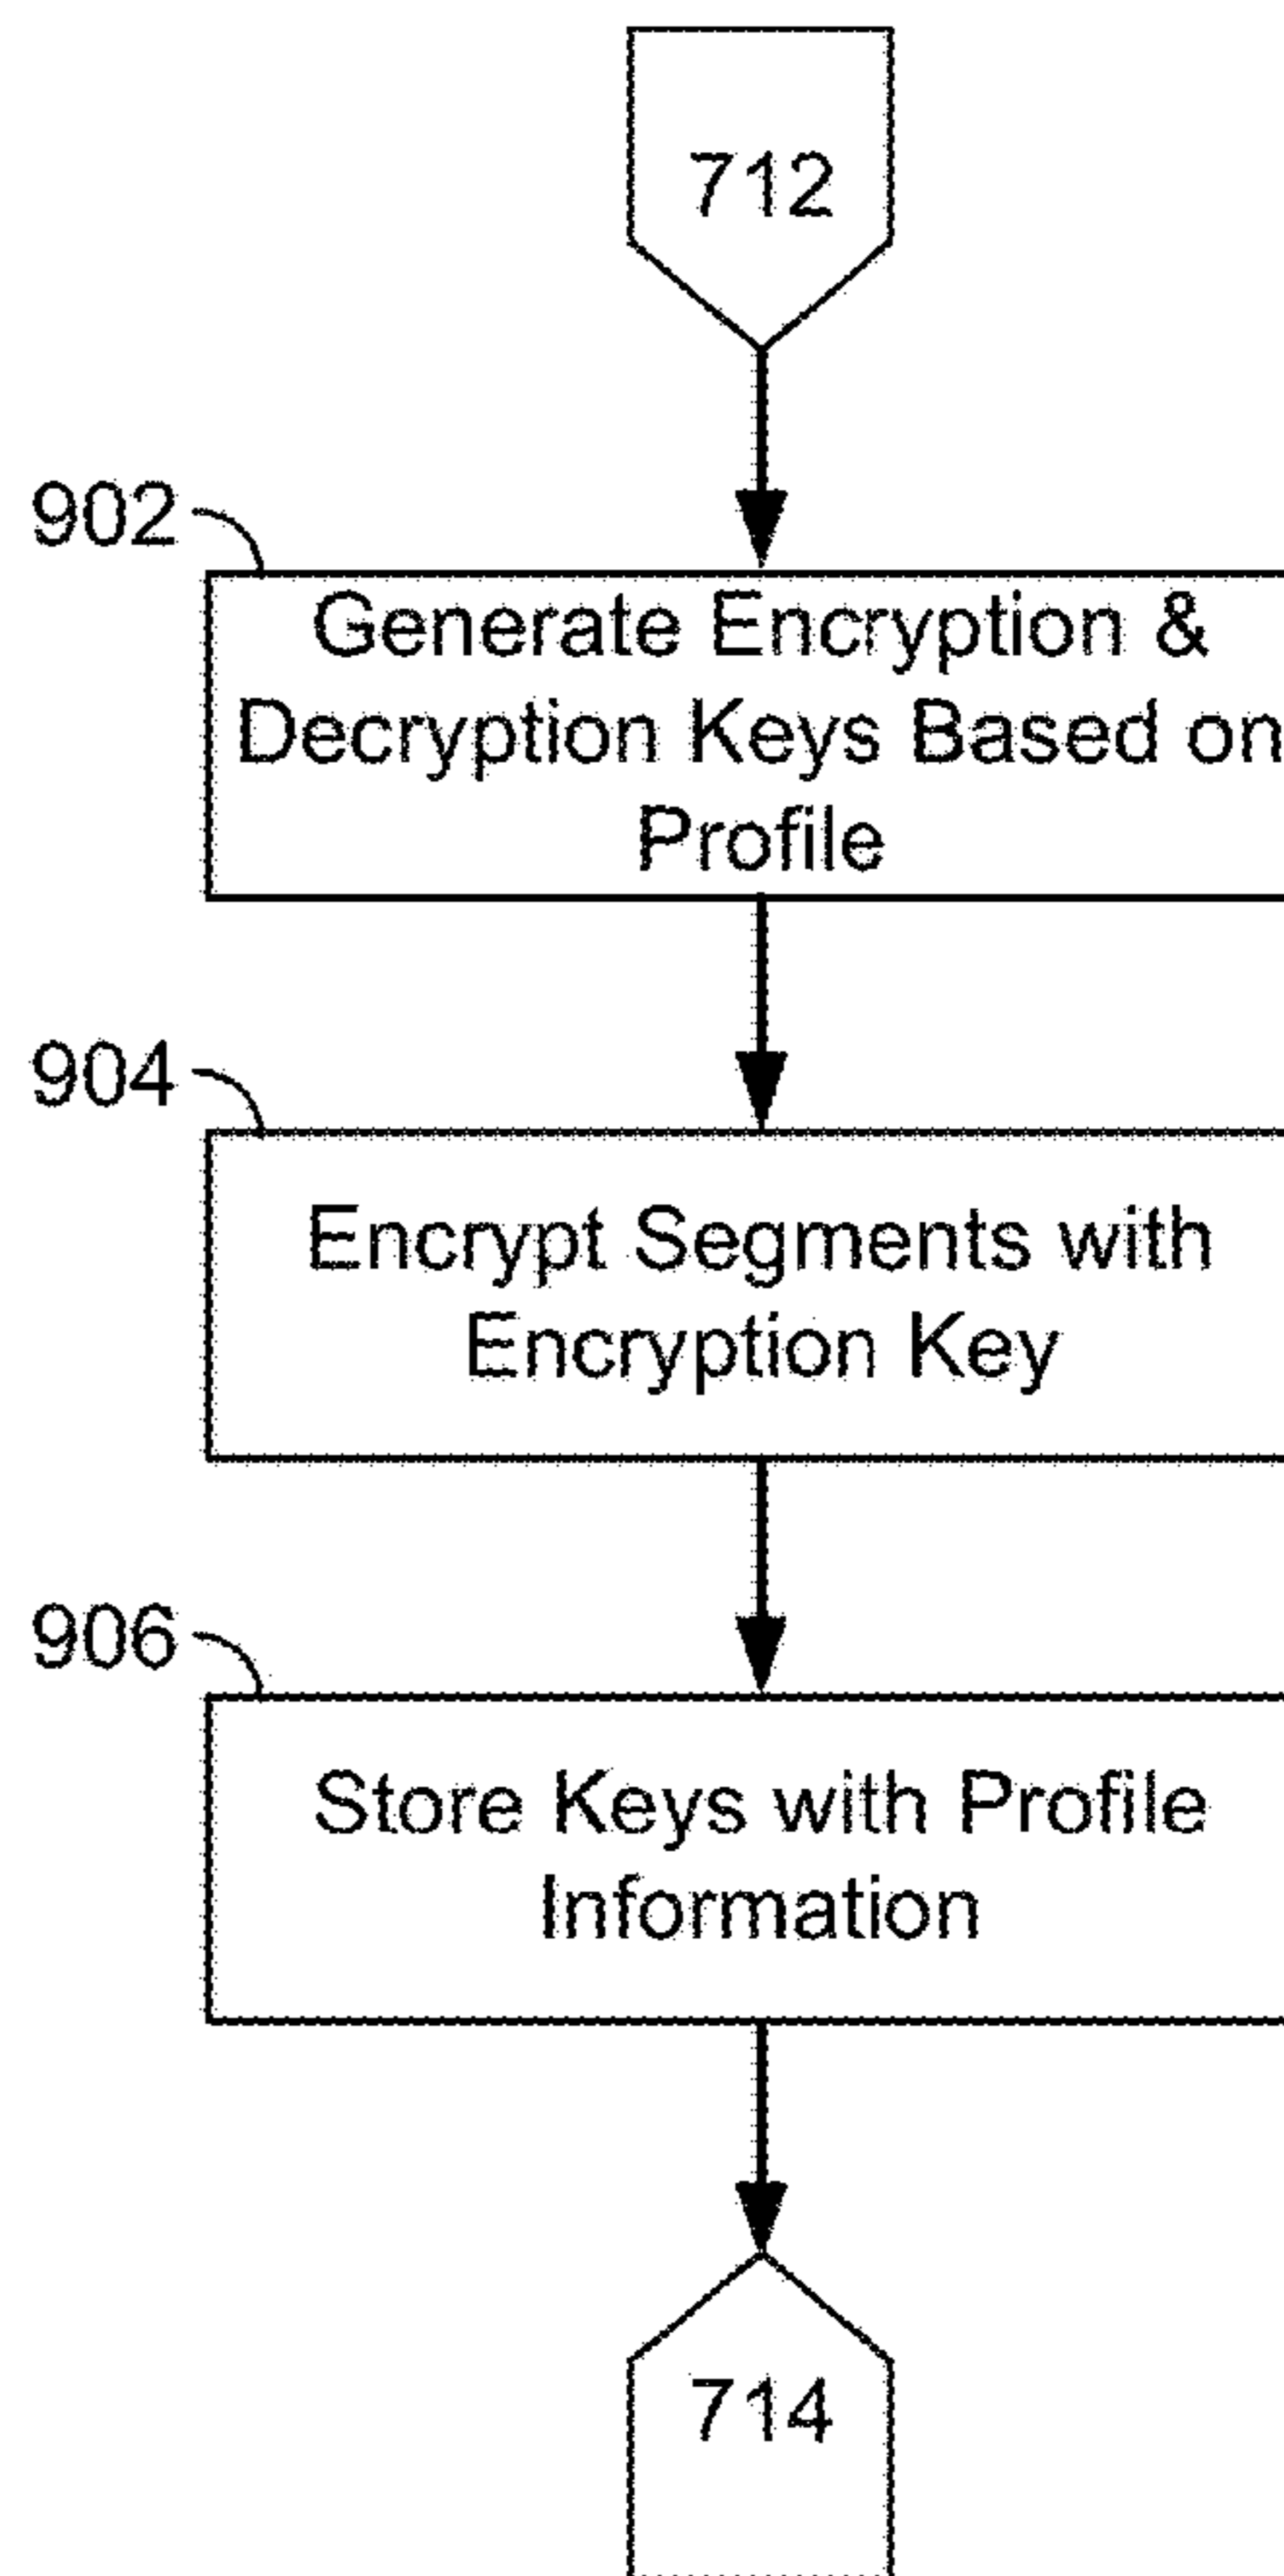 712
902
Generate Encryption &
Decryption Keys Based on
Profile
904
Encrypt Segments with
Encryption Key
906
Store Keys with Profile
Information
714